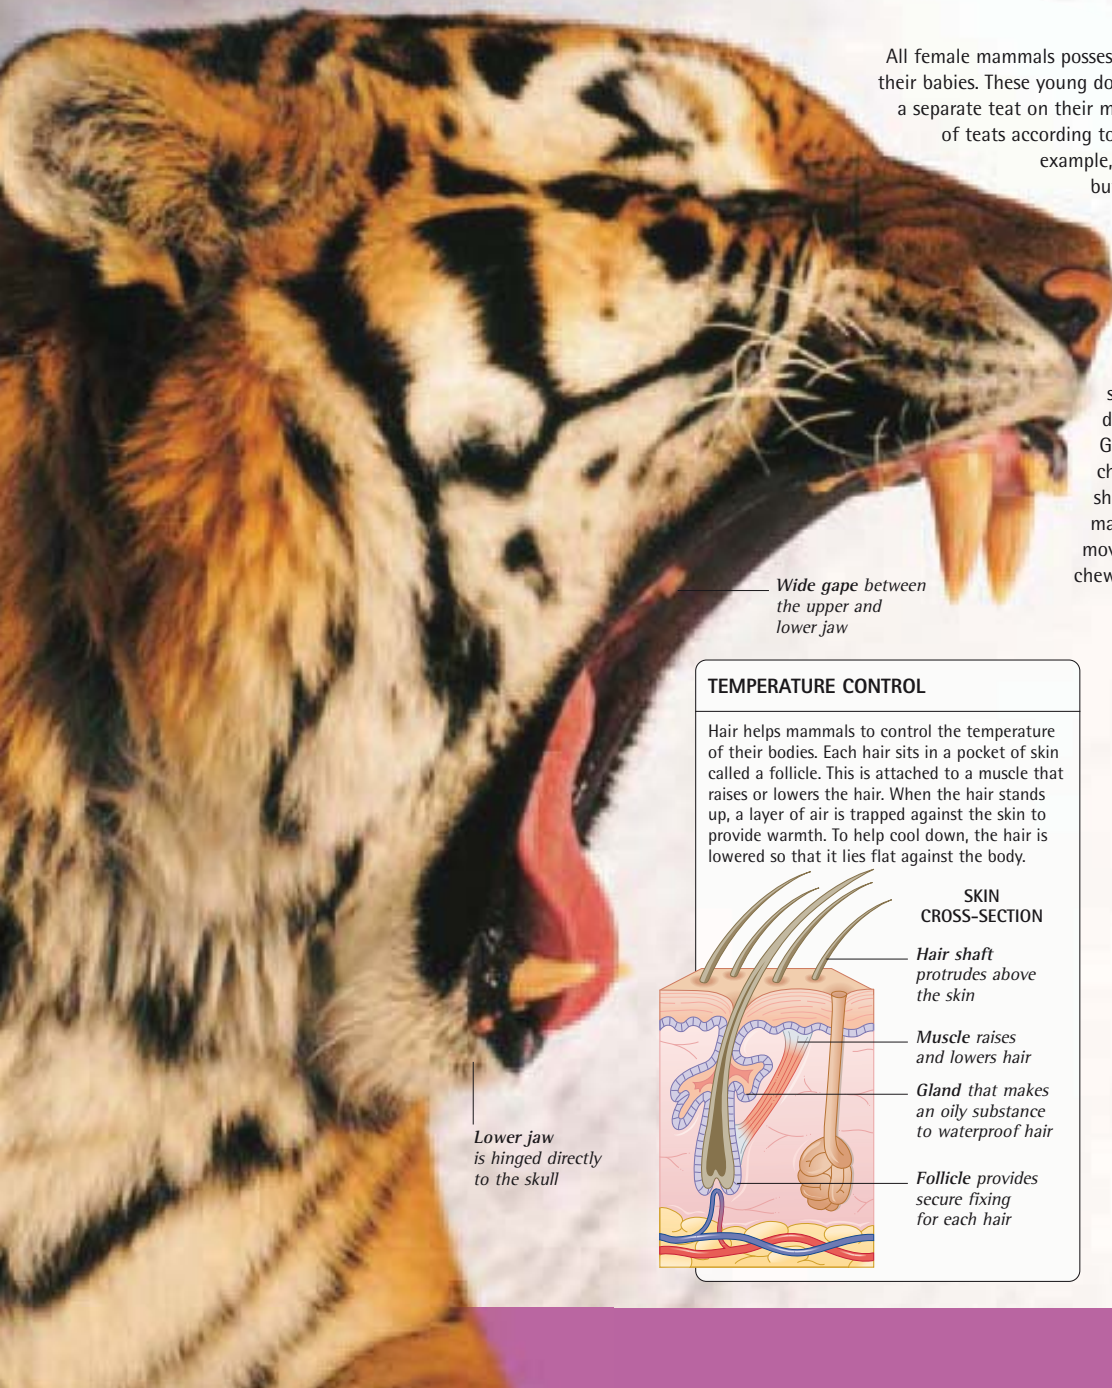 All female mammals
their babies. These young do
a separate teat on their
of teats according
example,
Wide gape between
the upper and
lower jaw
TEMPERATURE CONTROL
Hair helps mammals to control the temperature
of their bodies. Each hair sits in a pocket of skin
called a follicle. This is attached to a muscle that
raises or lowers the hair. When the hair stands
up, a layer of air is trapped against the skin to
provide warmth. To help cool down, the hair is
lowered so that it lies flat against the body.
SKIN
CROSS-SECTION
Hair shaft
protrudes above
the skin
Muscle raises
and lowers hair
Gland that makes
an oily substance
to waterproof hair
Follicle provides
secure fixing
for each hair
Lower jaw
is hinged directly
to the skull